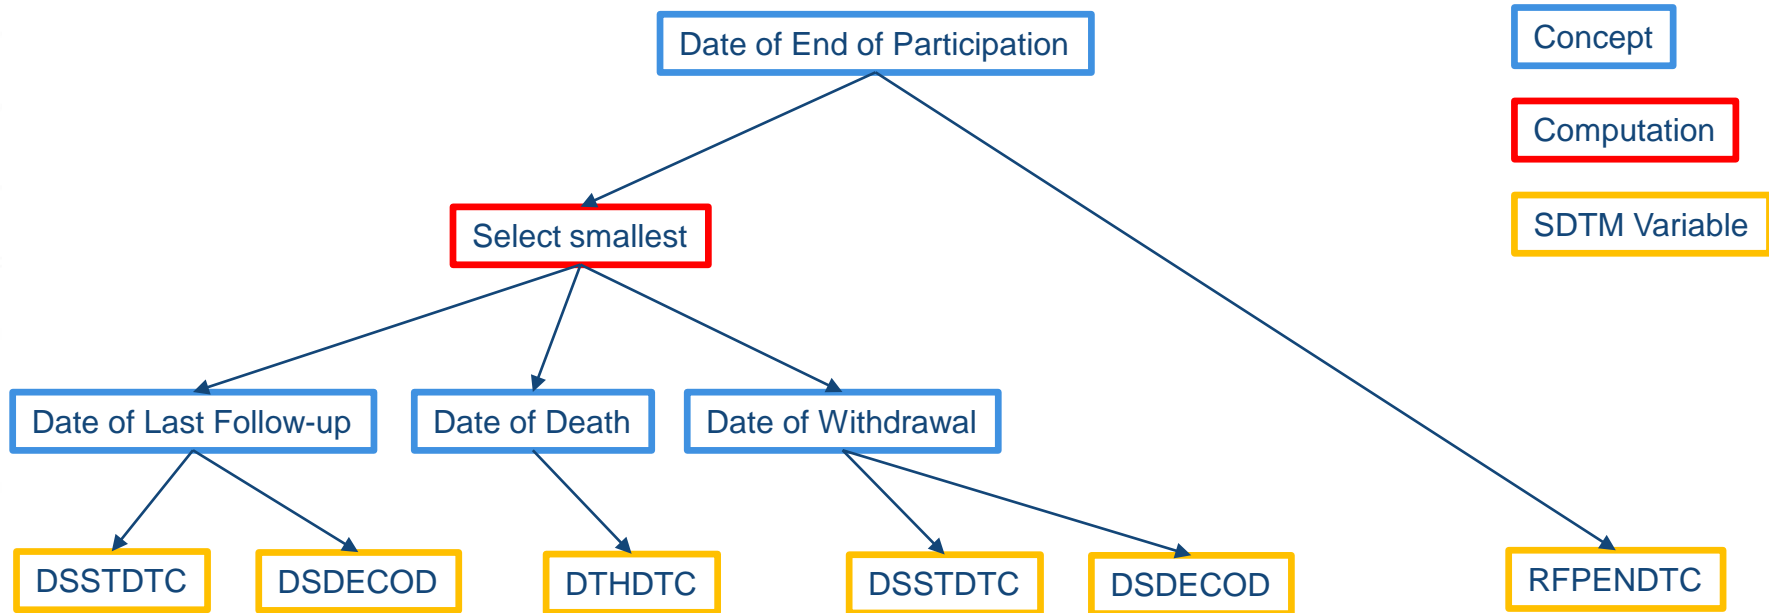 Date of End of Participation
Concept
Computation
Select smallest
SDTM Variable
Date of Last Follow-up
Date of Death
Date of Withdrawal
DSSTDTC
DSDECOD
DTHDTC
DSSTDTC
DSDECOD
RFPENDTC